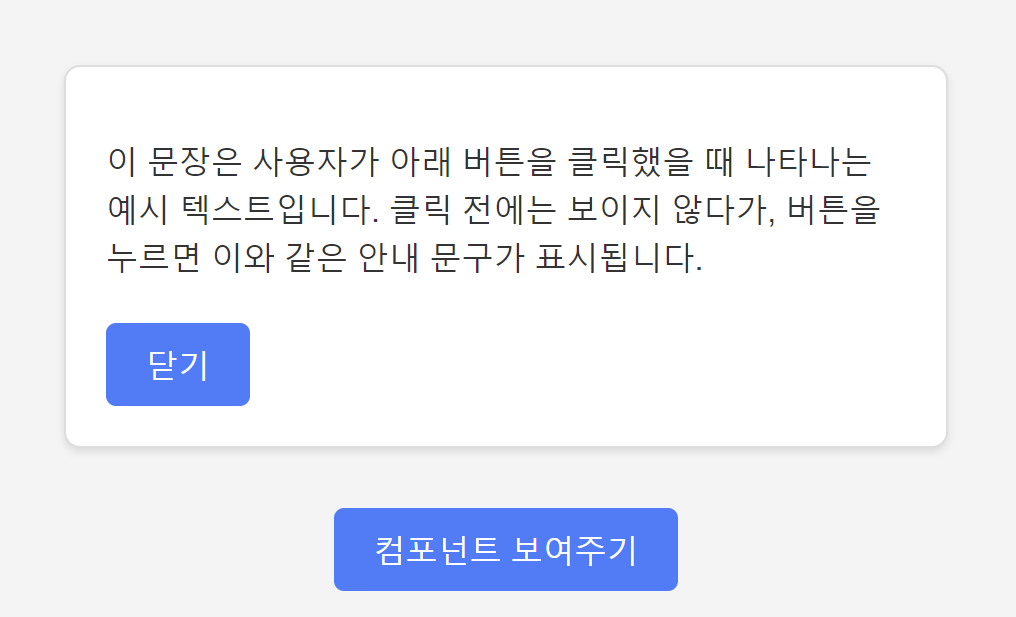 이 문장은 사용자가 아래 버튼을 클릭했을 때 나타나는
예시 텍스트입니다. 클릭 전에는 보이지 않다가, 버튼을
누르면 이와 같은 안내 문구가 표시됩니다.
닫기
컴포넌트 보여주기